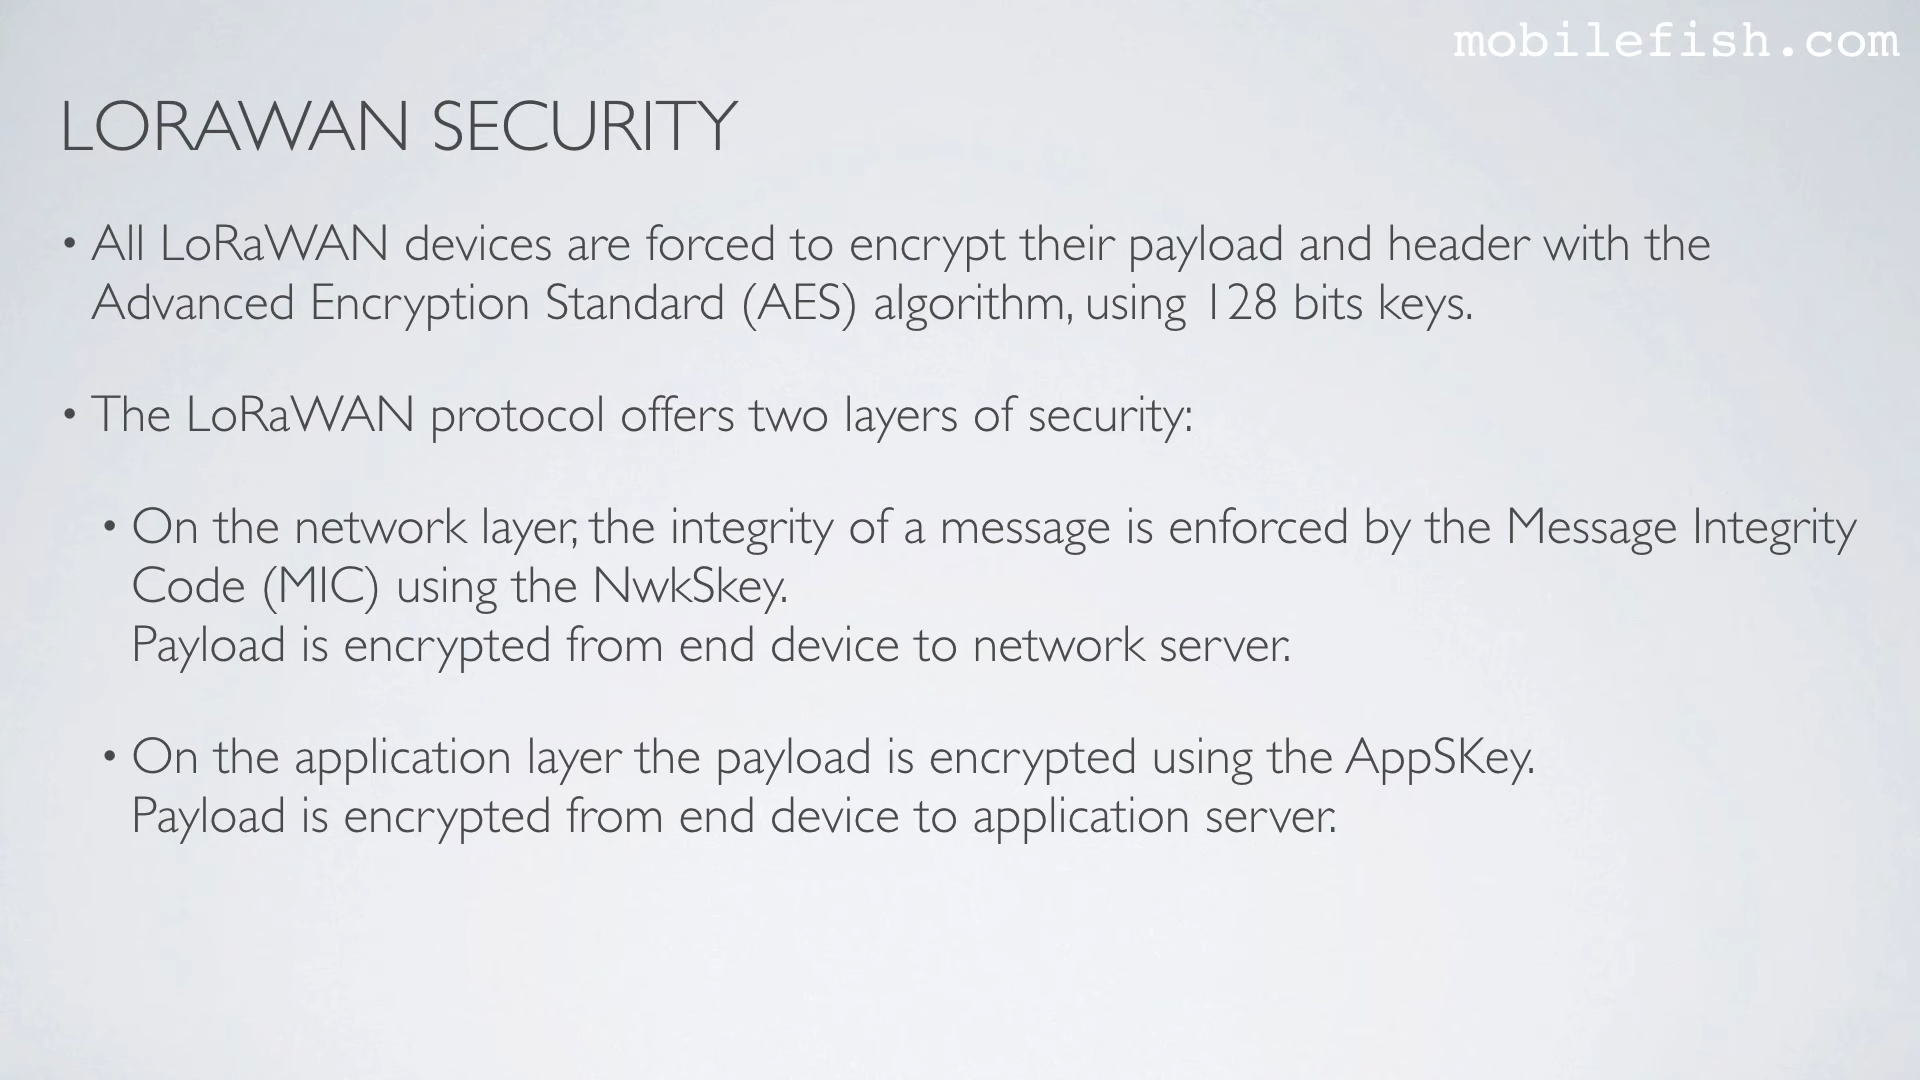 mobilefish.com
LORAWAN SECURITY
• All LoRaWAN devices are forced to encrypt their payload and header with the
Advanced Encryption Standard (AES) algorithm, using 128 bits keys.
• The LoRaWAN protocol offers two layers of security:
• On the network layer, the integrity of a message is enforced by the Message Integrity
Code (MIC) using the NwkSkey.
Payload is encrypted from end device to network server.
• On the application layer the payload is encrypted using the AppSKey.
Payload is encrypted from end device to application server.